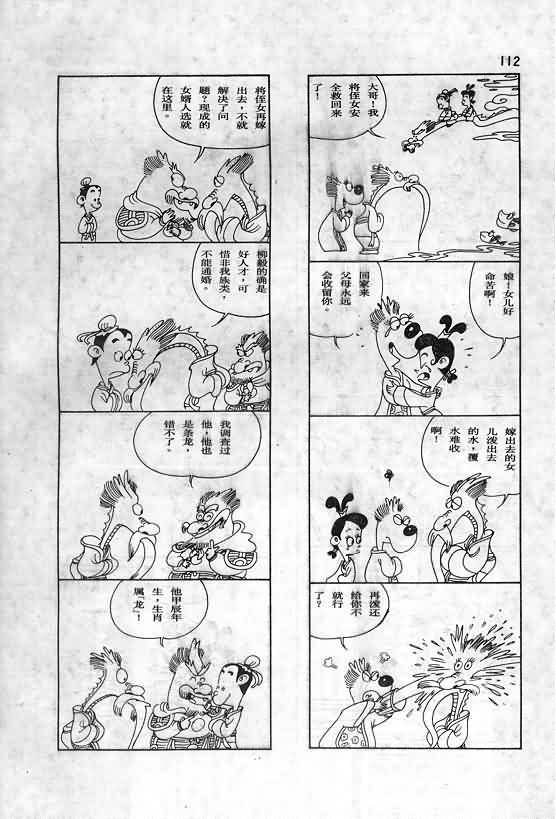 112
大哥！我
将侄女安
全救回来
了！
娘！女儿好
命苦啊！
回家来
父母永远
会收留你。
嫁出去的女
儿泼出去
的水，覆
水难收
啊！
再泼还
给你不
就行
了？
将侄女再嫁
出去，不就
解决了问
题？现成的
女婿人选就
在这里。
柳毅的确是
好人才，可
惜非我族类，
不能通婚。
我调查过
他，他也
是条龙，
错不了。
他甲辰年
生，生肖
属“龙”！